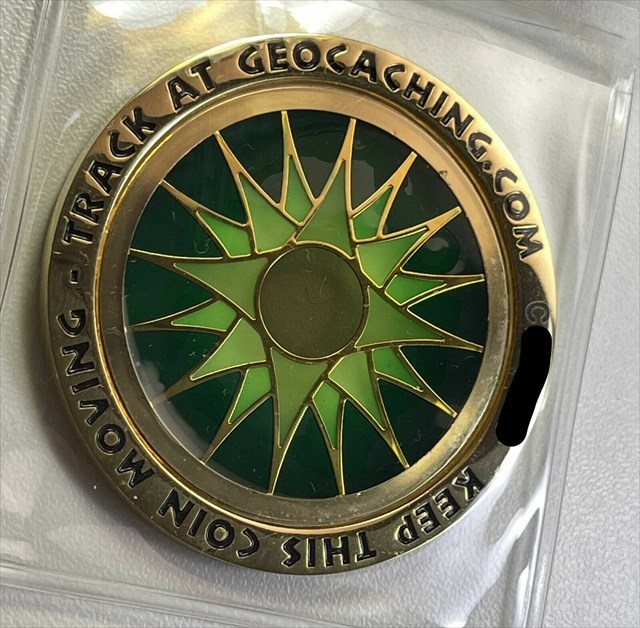 KEEP THIS COIN MOVING - TRACK AT GEOCACHING.COM
C